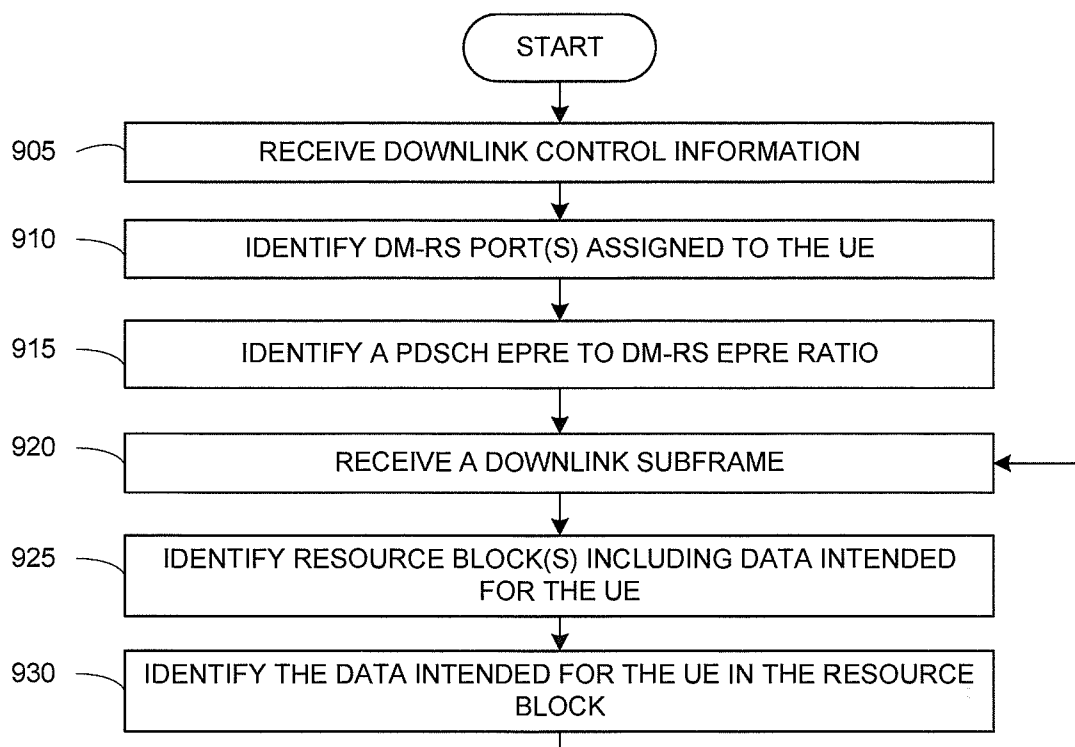 START
905
RECEIVE DOWNLINK CONTROL INFORMATION
910
IDENTIFY DM-RS PORT(S) ASSIGNED TO THE UE
915
IDENTIFY A PDSCH EPRE TO DM-RS EPRE RATIO
920
RECEIVE A DOWNLINK SUBFRAME
925
IDENTIFY RESOURCE BLOCK(S) INCLUDING DATA INTENDED
FOR THE UE
930
IDENTIFY THE DATA INTENDED FOR THE UE IN THE RESOURCE
BLOCK